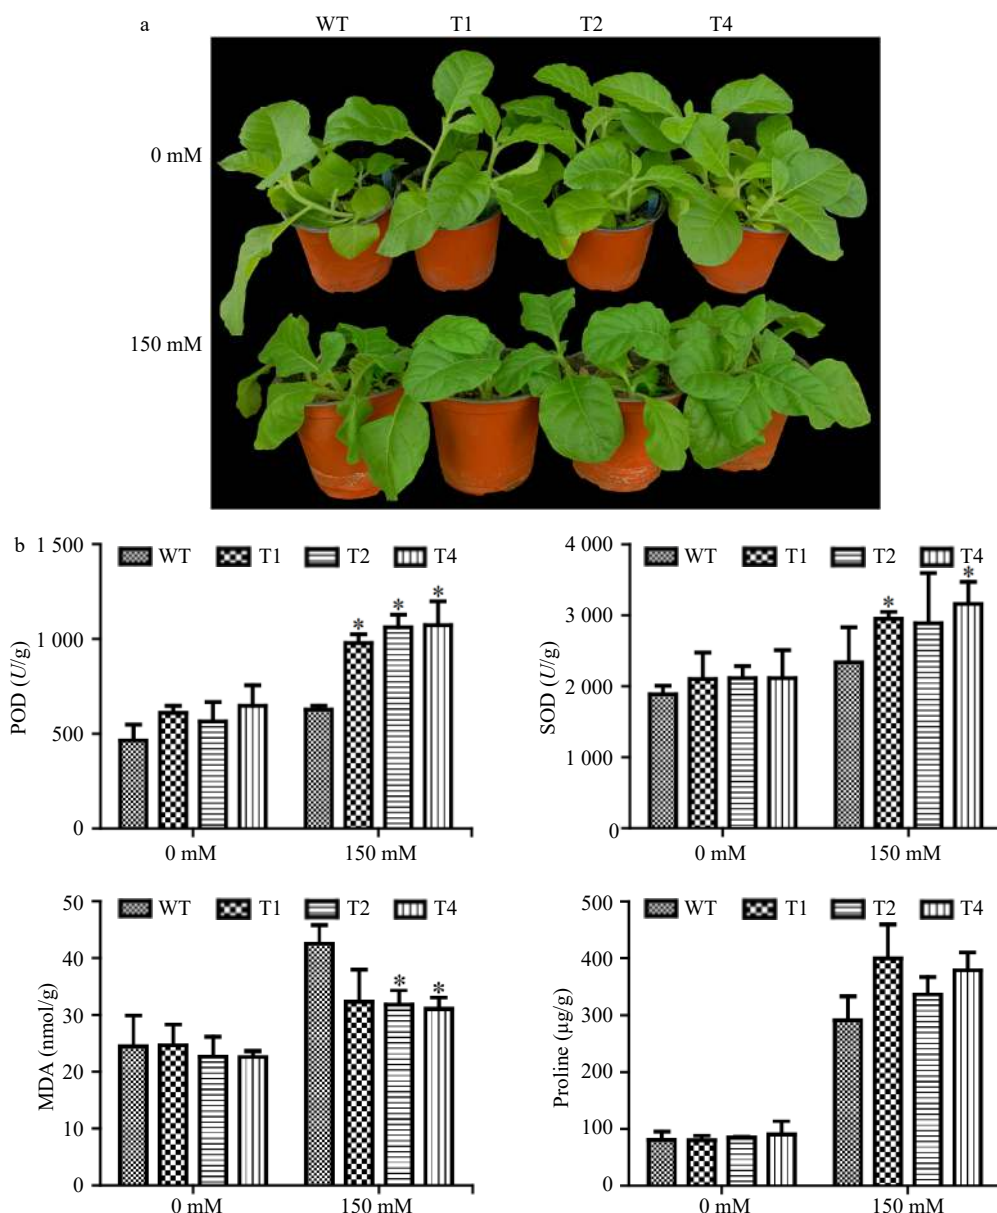 a WT T1 T2 T4
0 mM
150 mM
b
1 500
1 000
500
0
POD (U/g)
WT T1 T2 T4
* * *
0 mM 150 mM
4 000
3 000
2 000
1 000
0
SOD (U/g)
WT T1 T2 T4
* *
0 mM 150 mM
50
40
30
20
10
0
MDA (nmol/g)
WT T1 T2 T4
* *
0 mM 150 mM
500
400
300
200
100
0
Proline (μg/g)
WT T1 T2 T4
0 mM 150 mM